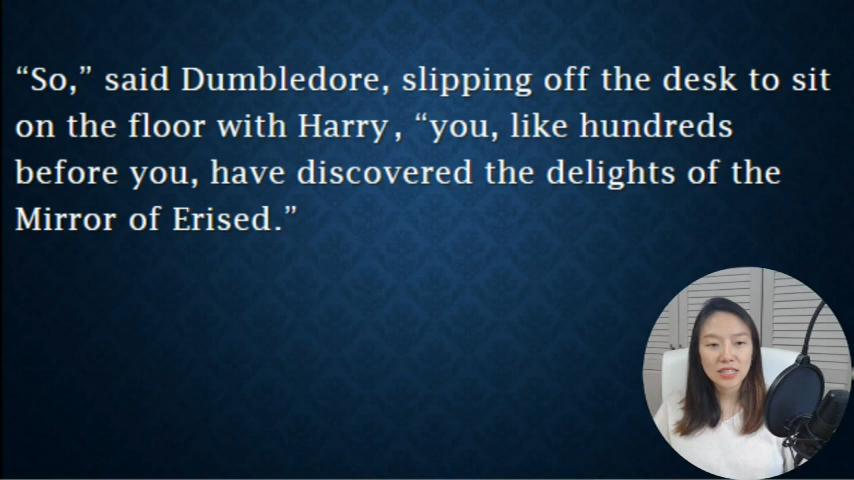 “So,” said Dumbledore, slipping off the desk to sit
on the floor with Harry, “you, like hundreds
before you, have discovered the delights of the
Mirror of Erised.”